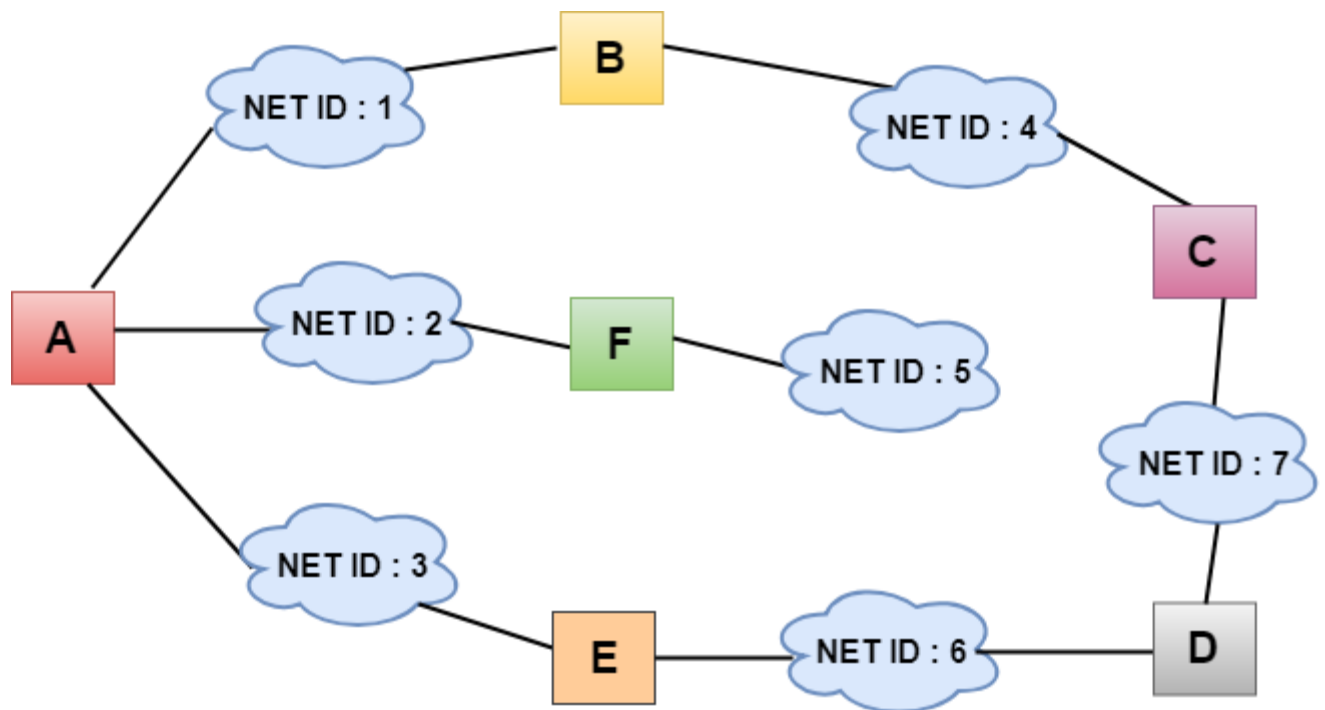 B
NET ID : 1
NET ID : 4
C
A
NET ID : 2
F
NET ID : 5
NET ID : 7
NET ID : 3
E
NET ID : 6
D